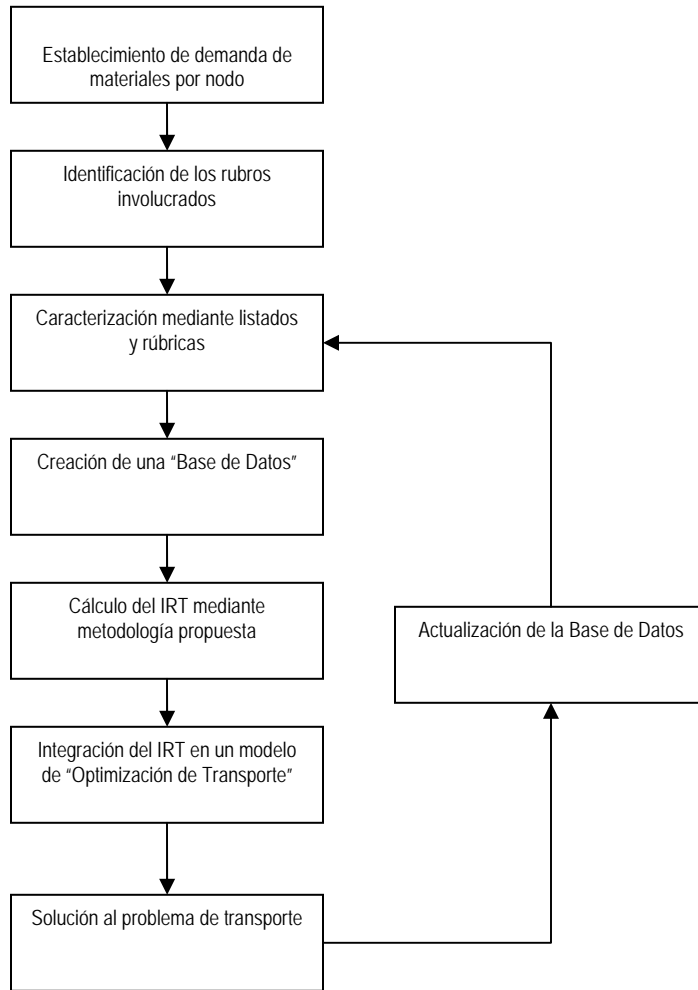 Establecimiento de demanda de
materiales por nodo
Identificación de los rubros
involucrados
Caracterización mediante listados
y rúbricas
Creación de una “Base de Datos”
Cálculo del IRT mediante
metodología propuesta
Actualización de la Base de Datos
Integración del IRT en un modelo
de “Optimización de Transporte”
Solución al problema de transporte